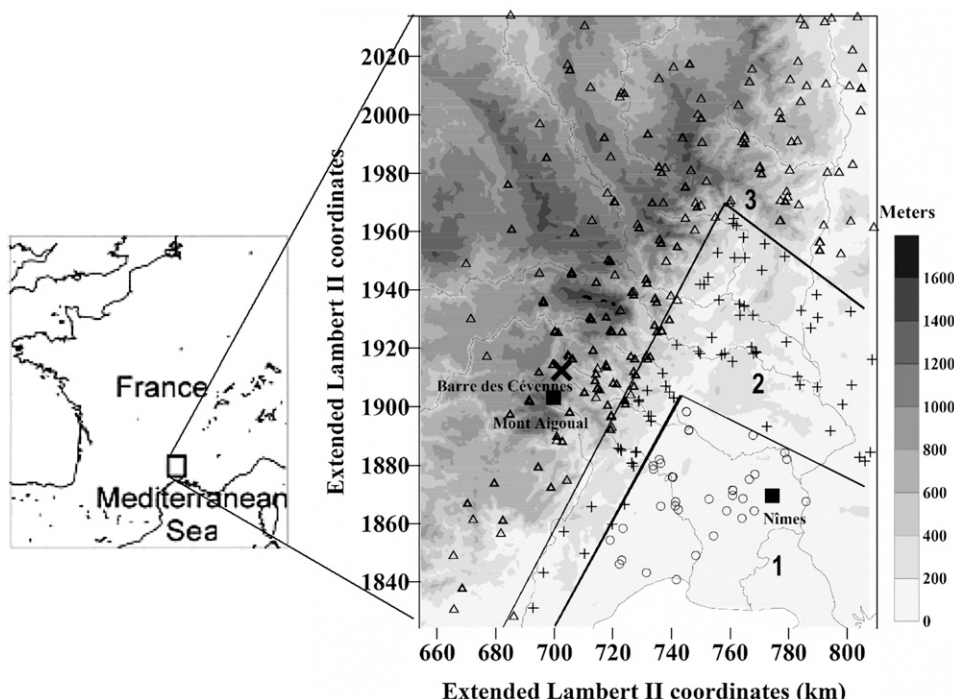 France
Mediterranean
Sea
Extended Lambert II coordinates
2020
2000
1980
1960
1940
1920
1900
1880
1860
1840
3
2
1
Barre des Cévennes
Mont Aigoual
Nîmes
660 680 700 720 740 760 780 800
Extended Lambert II coordinates (km)
Meters
1600
1400
1200
1000
800
600
400
200
0